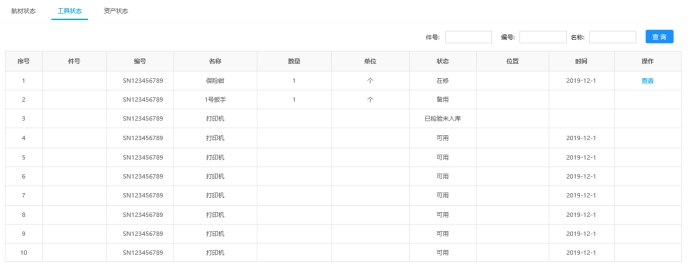 航材状态 工具状态 资产状态
件号: 编号: 名称: 查询
序号 件号 编号 名称 数量 单位 状态 位置 时间 操作
1 SN123456789 保险钳 1 个 在修 2019-12-1 查看
2 SN123456789 1号扳手 1 个 备用
3 SN123456789 打印机 已检验未入库
4 SN123456789 打印机 可用 2019-12-1
5 SN123456789 打印机 可用 2019-12-1
6 SN123456789 打印机 可用 2019-12-1
7 SN123456789 打印机 可用 2019-12-1
8 SN123456789 打印机 可用 2019-12-1
9 SN123456789 打印机 可用 2019-12-1
10 SN123456789 打印机 可用 2019-12-1